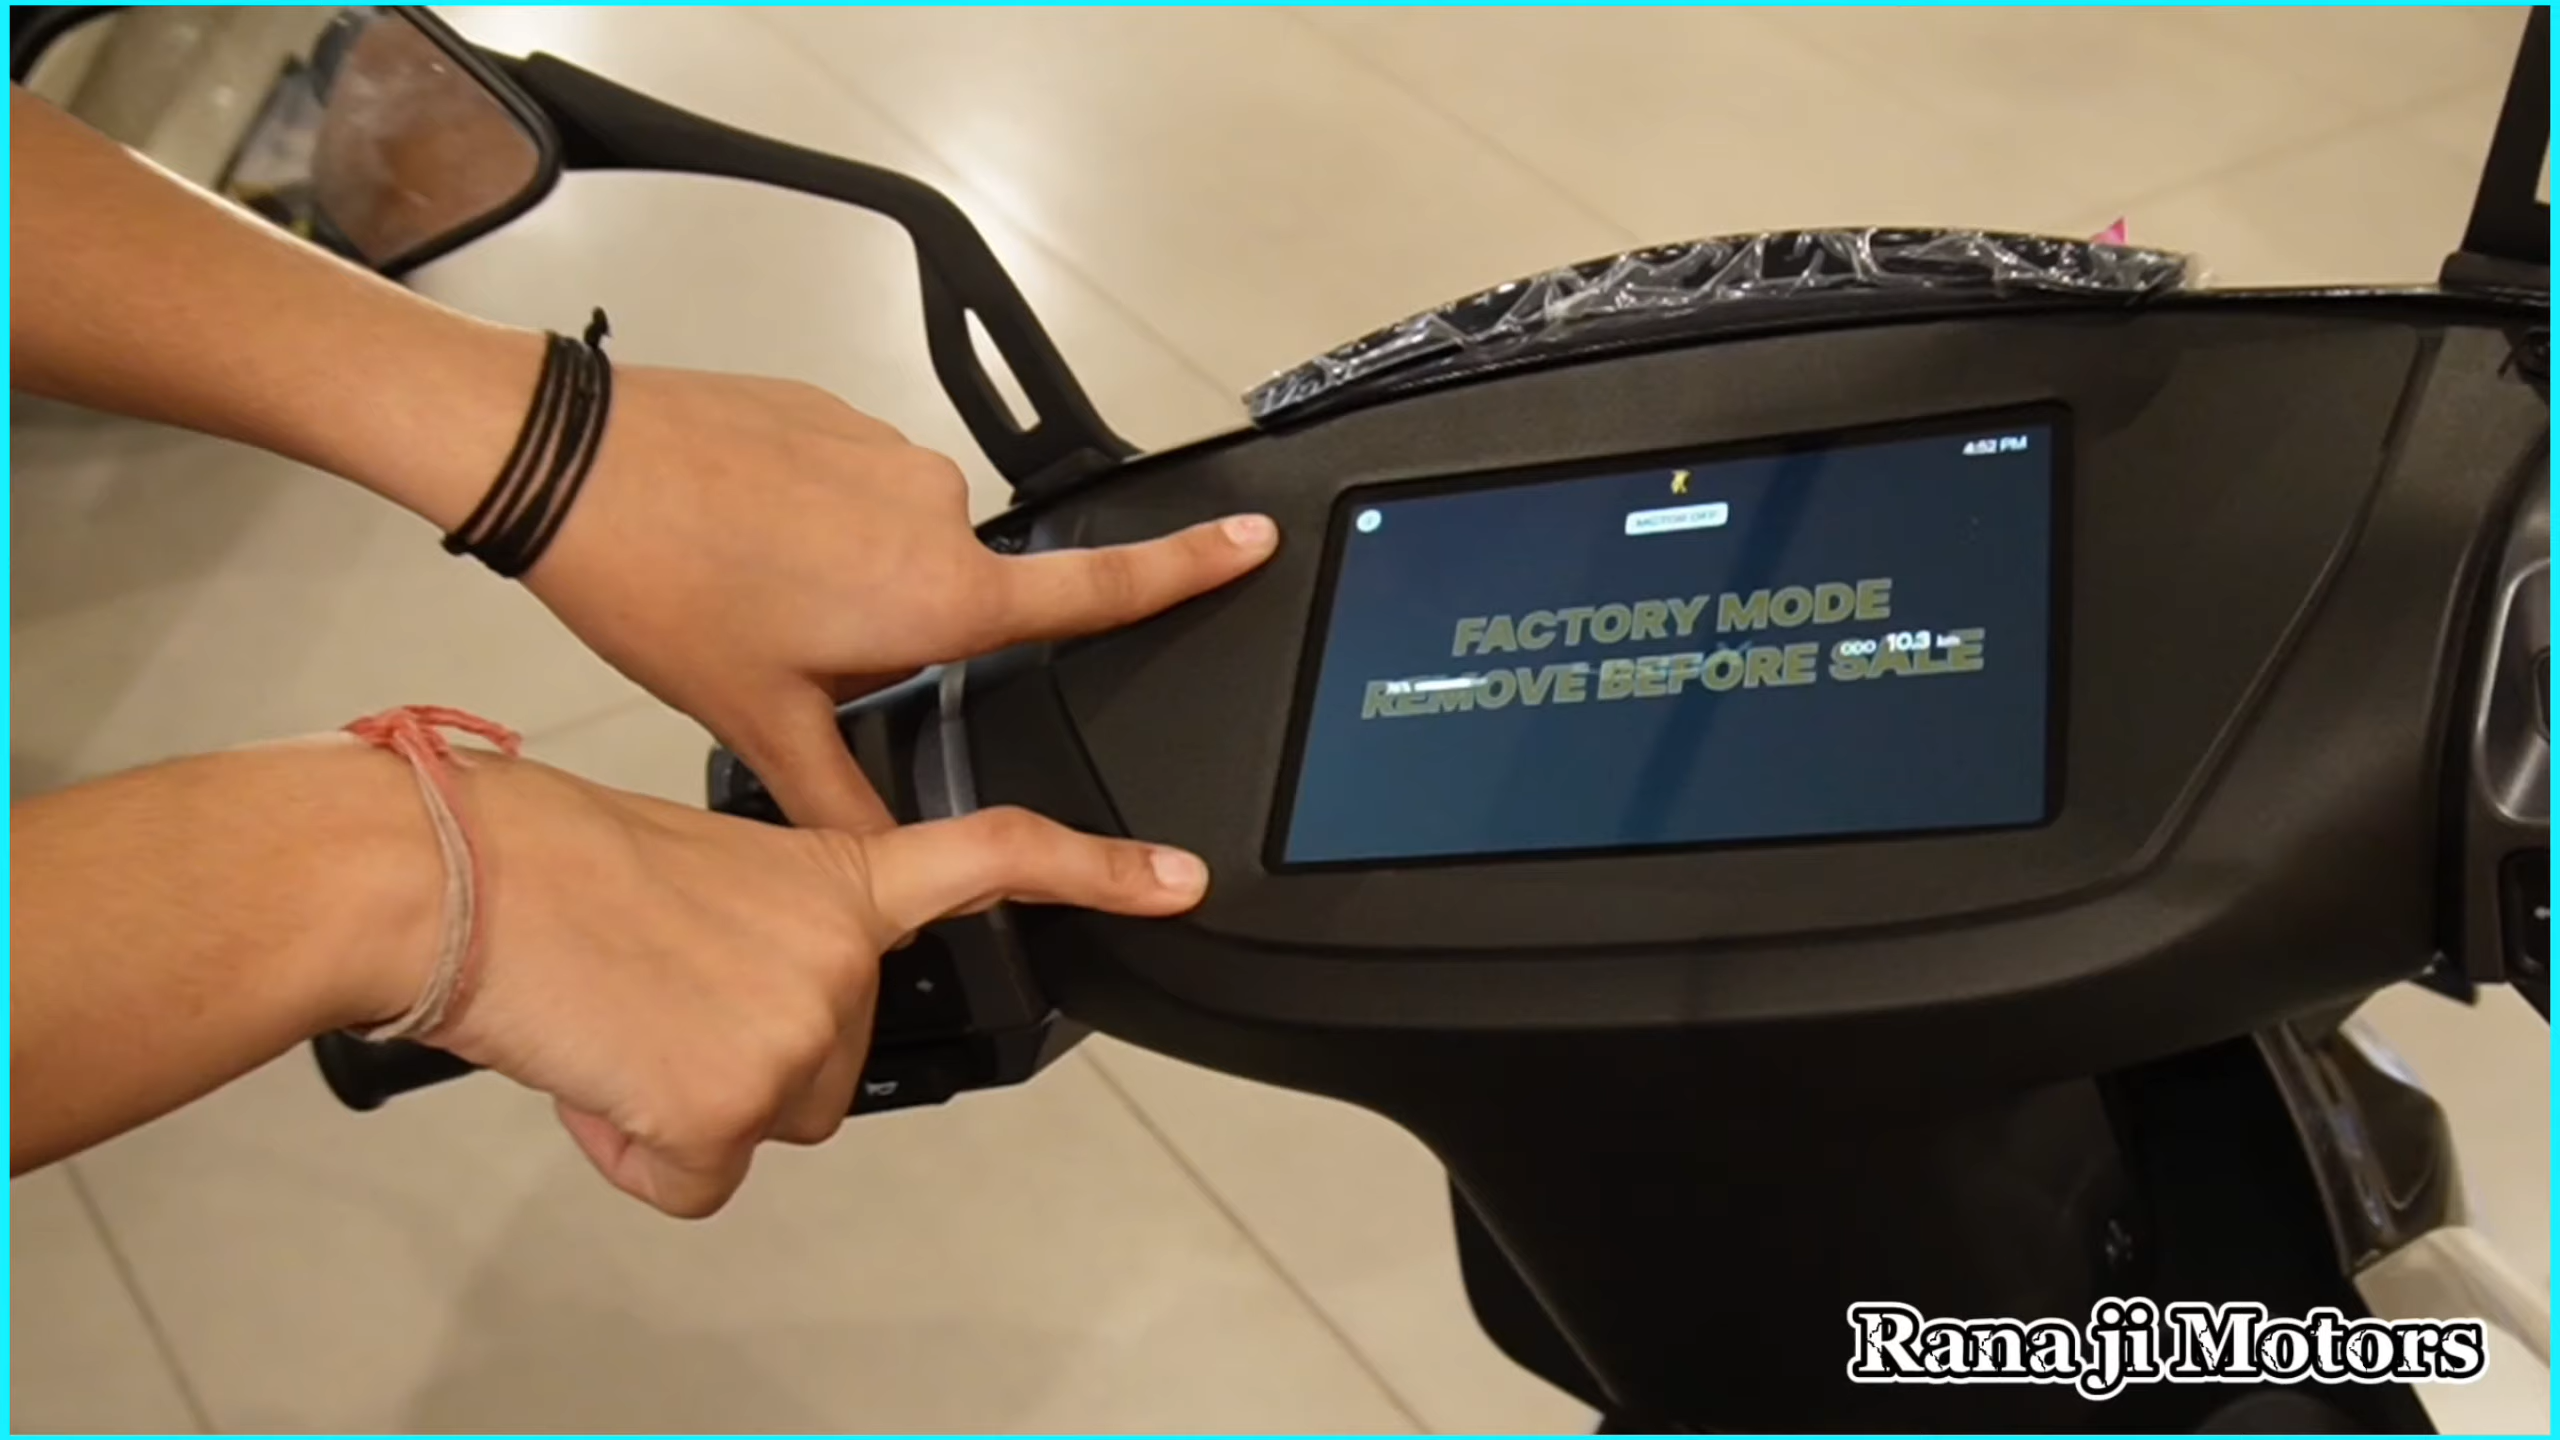 4:52 PM
MOTOR OFF
FACTORY MODE
ODO 10.3 km
REMOVE BEFORE SALE
Rana ji Motors